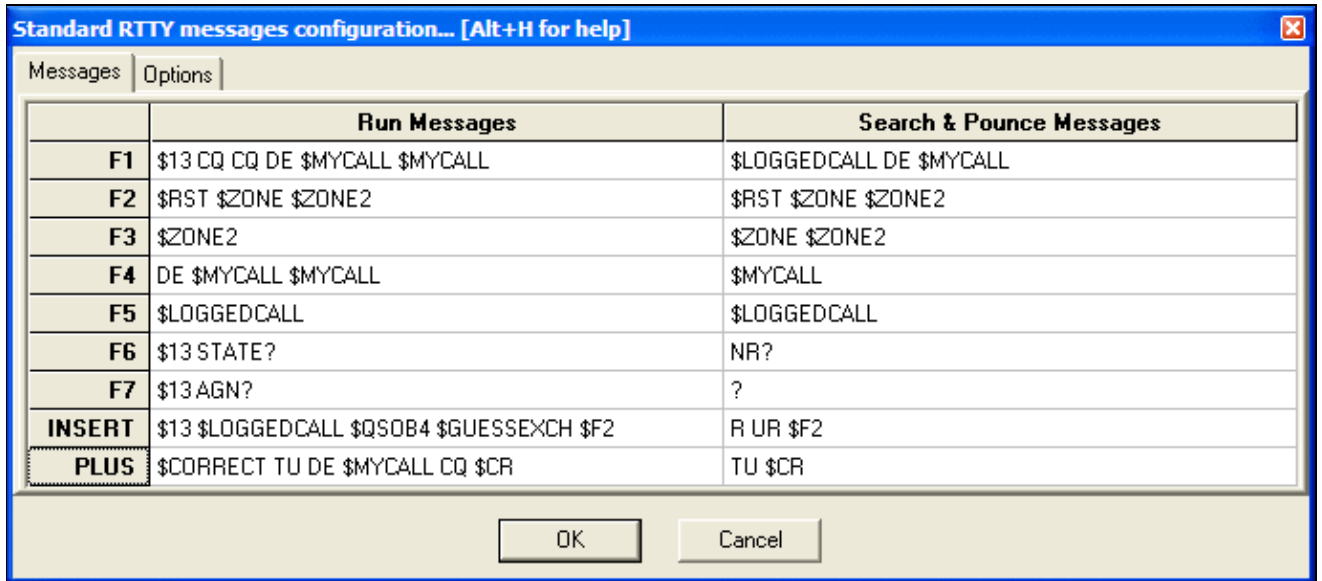 Standard RTTY messages configuration... [Alt+H for help]
Messages Options
Run Messages Search & Pounce Messages
F1 $13 CQ CQ DE $MYCALL $MYCALL $LOGGEDCALL DE $MYCALL
F2 $RST $ZONE $ZONE2 $RST $ZONE $ZONE2
F3 $ZONE2 $ZONE $ZONE2
F4 DE $MYCALL $MYCALL $MYCALL
F5 $LOGGEDCALL $LOGGEDCALL
F6 $13 STATE? NR?
F7 $13 AGN? ?
INSERT $13 $LOGGEDCALL $QSOB4 $GUESSEXCH $F2 R UR $F2
PLUS $CORRECT TU DE $MYCALL CQ $CR TU $CR
OK Cancel